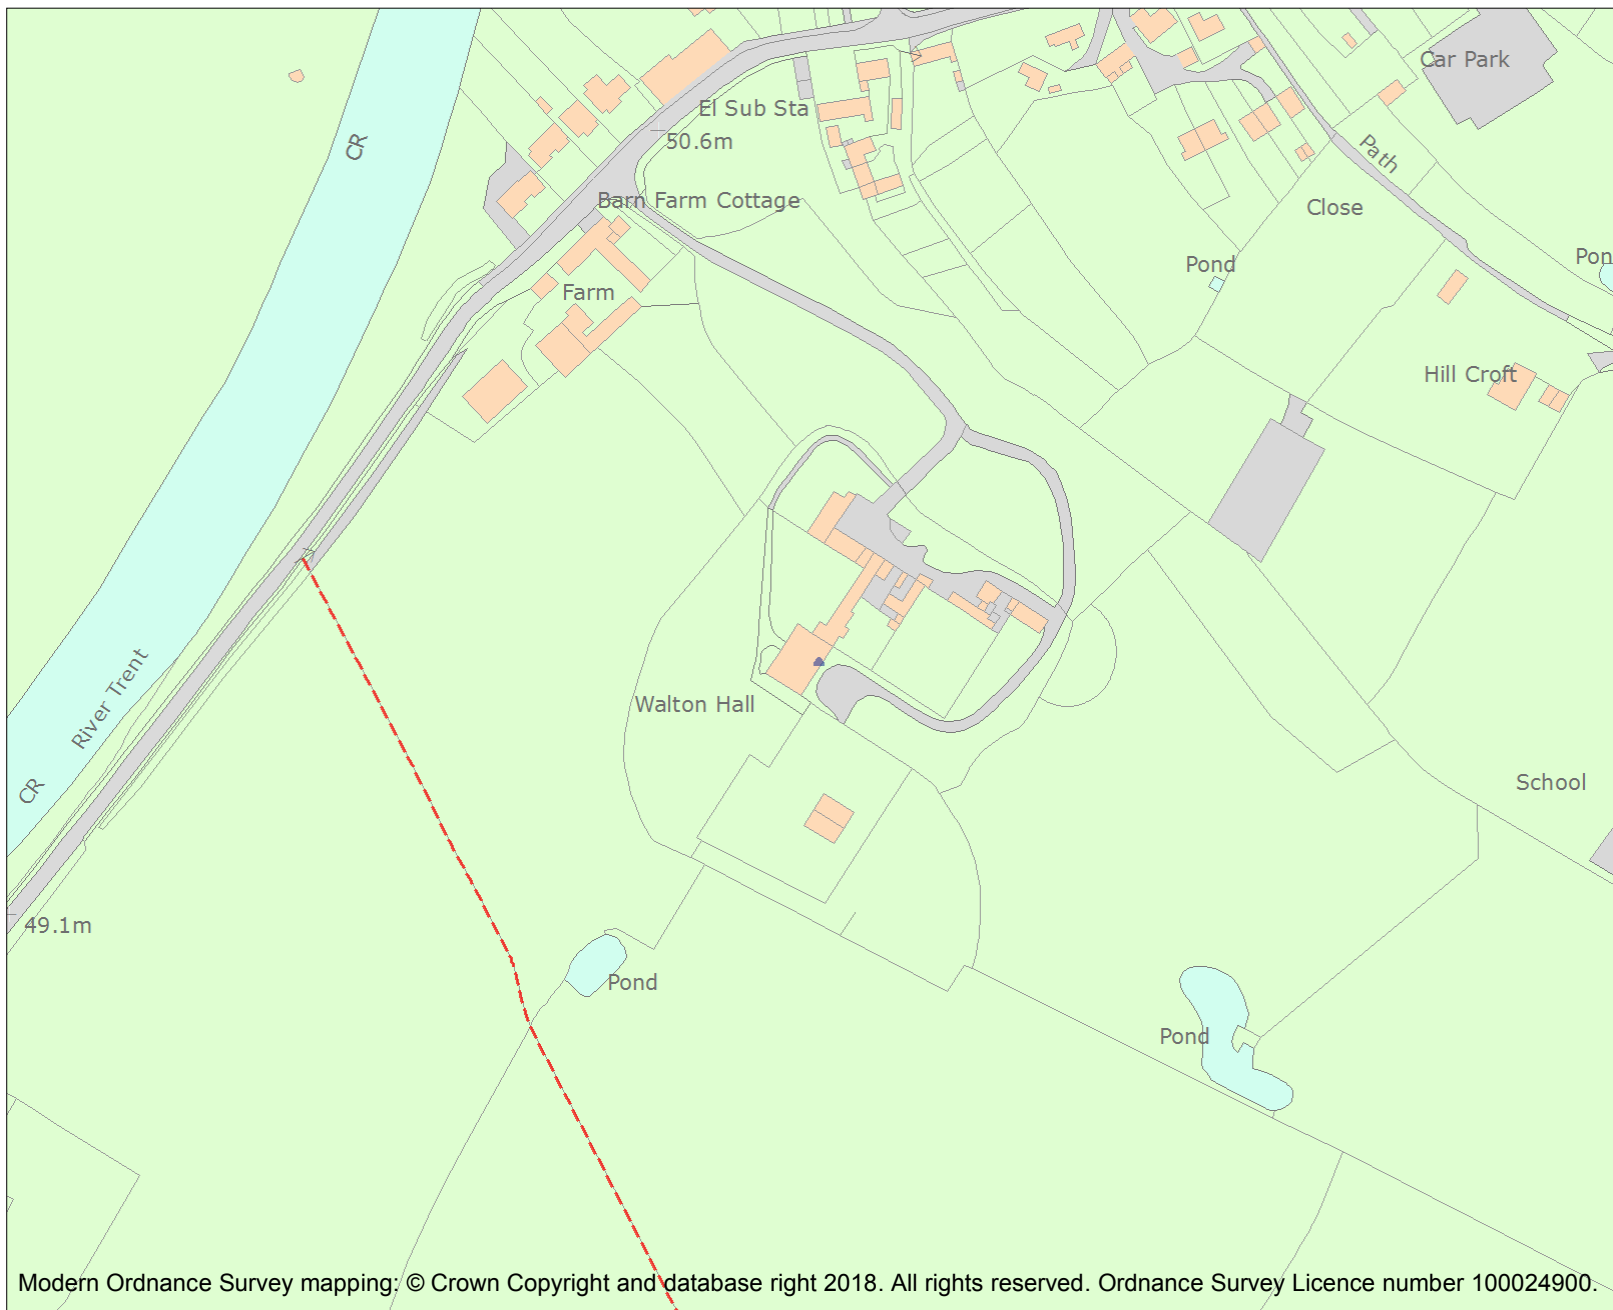 Car Park
El Sub Sta
50.6m
CR
Path
Barn Farm Cottage
Close
Pon
Pond
Farm
Hill Croft
River Trent
Walton Hall
CR
School
49.1m
Pond
Pond
Modern Ordnance Survey mapping: © Crown Copyright and database right 2018. All rights reserved. Ordnance Survey Licence number 100024900.